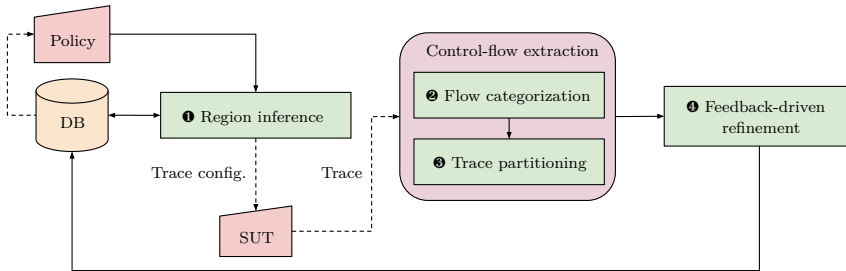 Policy
DB
❶ Region inference
Trace config.
Trace
SUT
Control-flow extraction
❷ Flow categorization
❸ Trace partitioning
❹ Feedback-driven
refinement